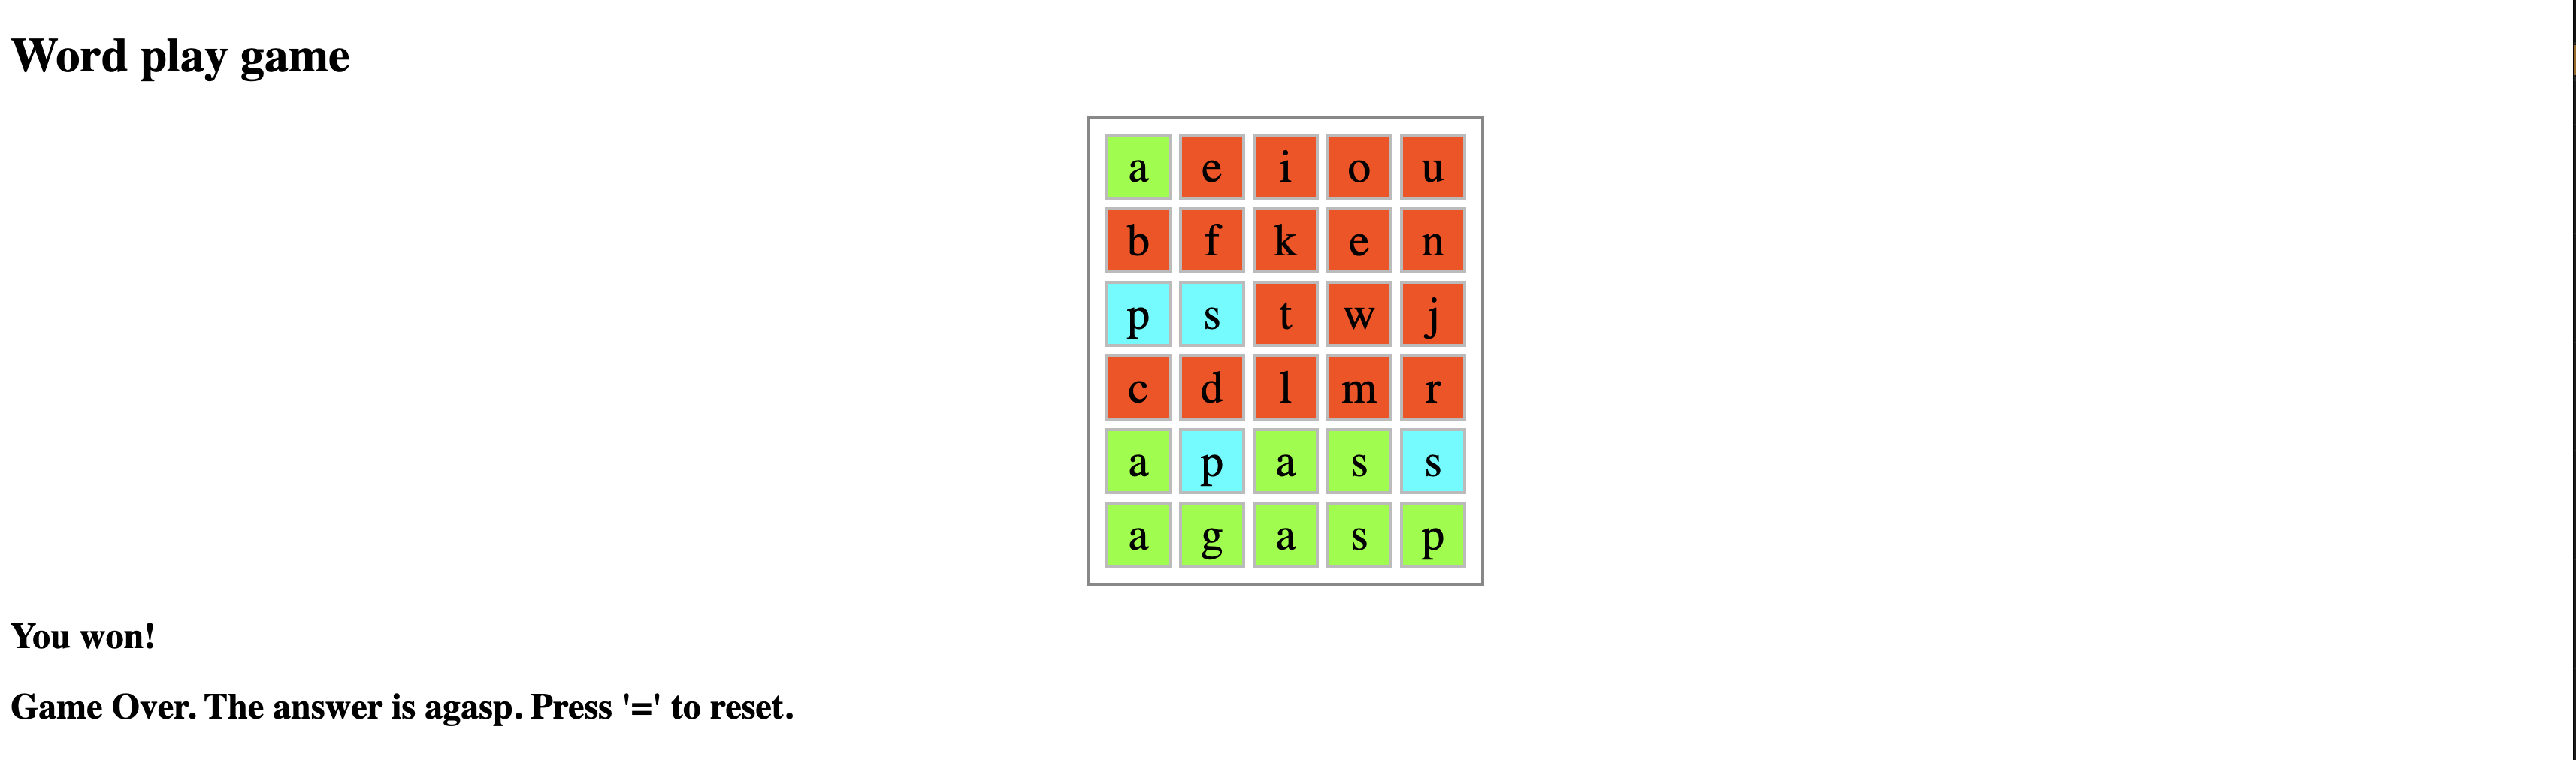 Word play game
a e i o u
b f k e n
p s t w j
c d l m r
a p a s s
a g a s p
You won!
Game Over. The answer is agasp. Press '=' to reset.